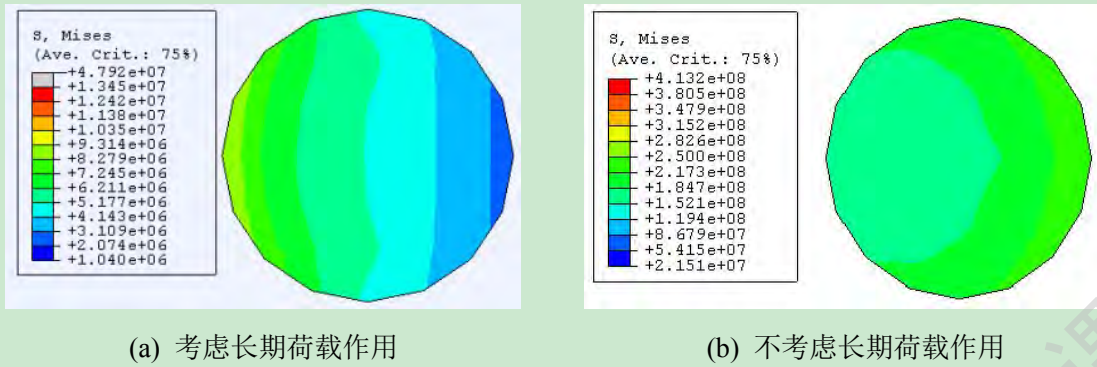 S, Mises
(Ave. Crit.: 75%)
+4.792e+07
+1.345e+07
+1.242e+07
+1.138e+07
+1.035e+07
+9.314e+06
+8.279e+06
+7.245e+06
+6.211e+06
+5.177e+06
+4.143e+06
+3.109e+06
+2.074e+06
+1.040e+06
(a) 考虑长期荷载作用
S, Mises
(Ave. Crit.: 75%)
+4.132e+08
+3.805e+08
+3.479e+08
+3.152e+08
+2.826e+08
+2.500e+08
+2.173e+08
+1.847e+08
+1.521e+08
+1.194e+08
+8.679e+07
+5.415e+07
+2.151e+07
(b) 不考虑长期荷载作用